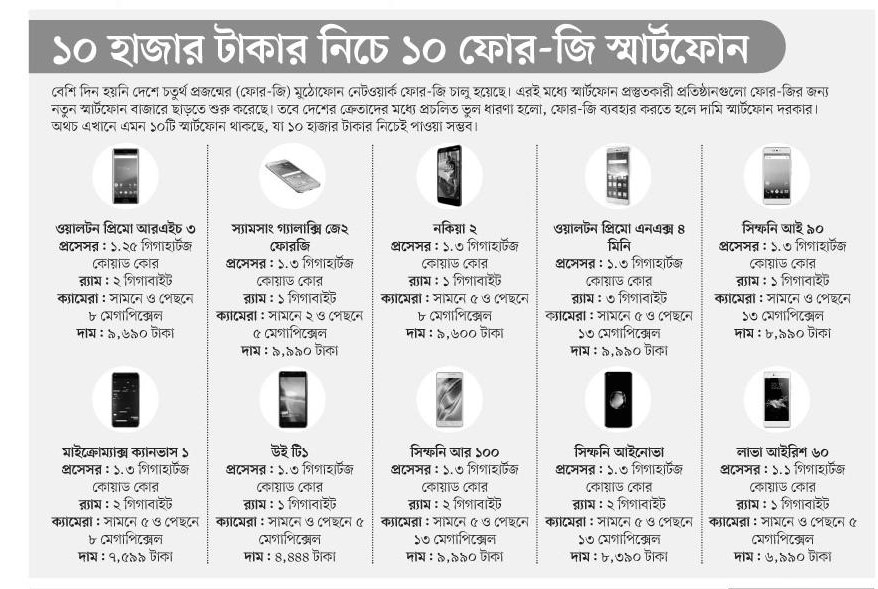 ১০ হাজার টাকার নিচে ১০ ফোর-জি স্মার্টফোন
বেশি দিন হয়নি দেশে চতুর্থ প্রজন্মের (ফোর-জি) মুঠোফোন নেটওয়ার্ক ফোর-জি চালু হয়েছে। এরই মধ্যে স্মার্টফোন প্রস্তুতকারী প্রতিষ্ঠানগুলো ফোর-জির জন্য
নতুন স্মার্টফোন বাজারে ছাড়তে শুরু করেছে। তবে দেশের ক্রেতাদের মধ্যে প্রচলিত ভুল ধারণা হলো, ফোর-জি ব্যবহার করতে হলে দামি স্মার্টফোন দরকার।
অথচ এখানে এমন ১০টি স্মার্টফোন থাকছে, যা ১০ হাজার টাকার নিচেই পাওয়া সম্ভব।
ওয়ালটন প্রিমো আরএইচ ৩
প্রসেসর : ১.২৫ গিগাহার্টজ
কোয়াড কোর
র‍্যাম : ২ গিগাবাইট
ক্যামেরা : সামনে ও পেছনে
৮ মেগাপিক্সেল
দাম : ৯,৬৯০ টাকা
স্যামসাং গ্যালাক্সি জে২
ফোরজি
প্রসেসর : ১.৩ গিগাহার্টজ
কোয়াড কোর
র‍্যাম : ১ গিগাবাইট
ক্যামেরা : সামনে ২ ও পেছনে
৫ মেগাপিক্সেল
দাম : ৯,৯৯০ টাকা
নকিয়া ২
প্রসেসর : ১.৩ গিগাহার্টজ
কোয়াড কোর
র‍্যাম : ১ গিগাবাইট
ক্যামেরা : সামনে ৫ ও পেছনে
৮ মেগাপিক্সেল
দাম : ৯,৬০০ টাকা
ওয়ালটন প্রিমো এনএক্স ৪
মিনি
প্রসেসর : ১.৩ গিগাহার্টজ
কোয়াড কোর
র‍্যাম : ৩ গিগাবাইট
ক্যামেরা : সামনে ৫ ও পেছনে
১৩ মেগাপিক্সেল
দাম : ৯,৯৯০ টাকা
সিম্ফনি আই ৯০
প্রসেসর : ১.৩ গিগাহার্টজ
কোয়াড কোর
র‍্যাম : ১ গিগাবাইট
ক্যামেরা : সামনে ও পেছনে
১৩ মেগাপিক্সেল
দাম : ৮,৯৯০ টাকা
মাইক্রোম্যাক্স ক্যানভাস ১
প্রসেসর : ১.৩ গিগাহার্টজ
কোয়াড কোর
র‍্যাম : ২ গিগাবাইট
ক্যামেরা : সামনে ৫ ও পেছনে
৮ মেগাপিক্সেল
দাম : ৭,৫৯৯ টাকা
উই টি১
প্রসেসর : ১.৩ গিগাহার্টজ
কোয়াড কোর
র‍্যাম : ১ গিগাবাইট
ক্যামেরা : সামনে ও পেছনে ৫
মেগাপিক্সেল
দাম : ৪,৪৪৪ টাকা
সিম্ফনি আর ১০০
প্রসেসর : ১.৩ গিগাহার্টজ
কোয়াড কোর
র‍্যাম : ২ গিগাবাইট
ক্যামেরা : সামনে ৫ ও পেছনে
১৩ মেগাপিক্সেল
দাম : ৯,৯৯০ টাকা
সিম্ফনি আইনোভা
প্রসেসর : ১.৩ গিগাহার্টজ
কোয়াড কোর
র‍্যাম : ২ গিগাবাইট
ক্যামেরা : সামনে ৫ ও পেছনে
১৩ মেগাপিক্সেল
দাম : ৮,৩৯০ টাকা
লাভা আইরিশ ৬০
প্রসেসর : ১.১ গিগাহার্টজ
কোয়াড কোর
র‍্যাম : ১ গিগাবাইট
ক্যামেরা : সামনে ও পেছনে ৫
মেগাপিক্সেল
দাম : ৬,৯৯০ টাকা